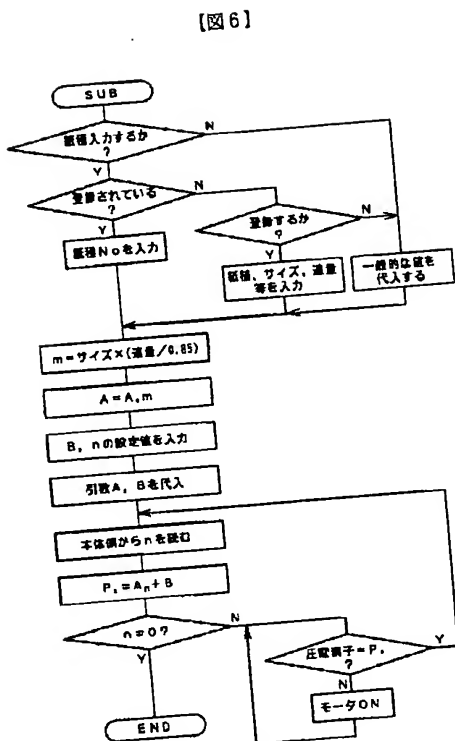 【図6】
SUB
紙種入力するか
?
N
Y
登録されている
?
N
Y
登録するか
?
N
Y
紙種Noを入力
紙種、サイズ、連量
等を入力
一般的な値を
代入する
m=サイズ×(連量/0.85)
A=A₀m
B, nの設定値を入力
引数A, Bを代入
本体側からnを読む
n=0?
N
Y
圧電端子=P
?
Y
N
モータON
END